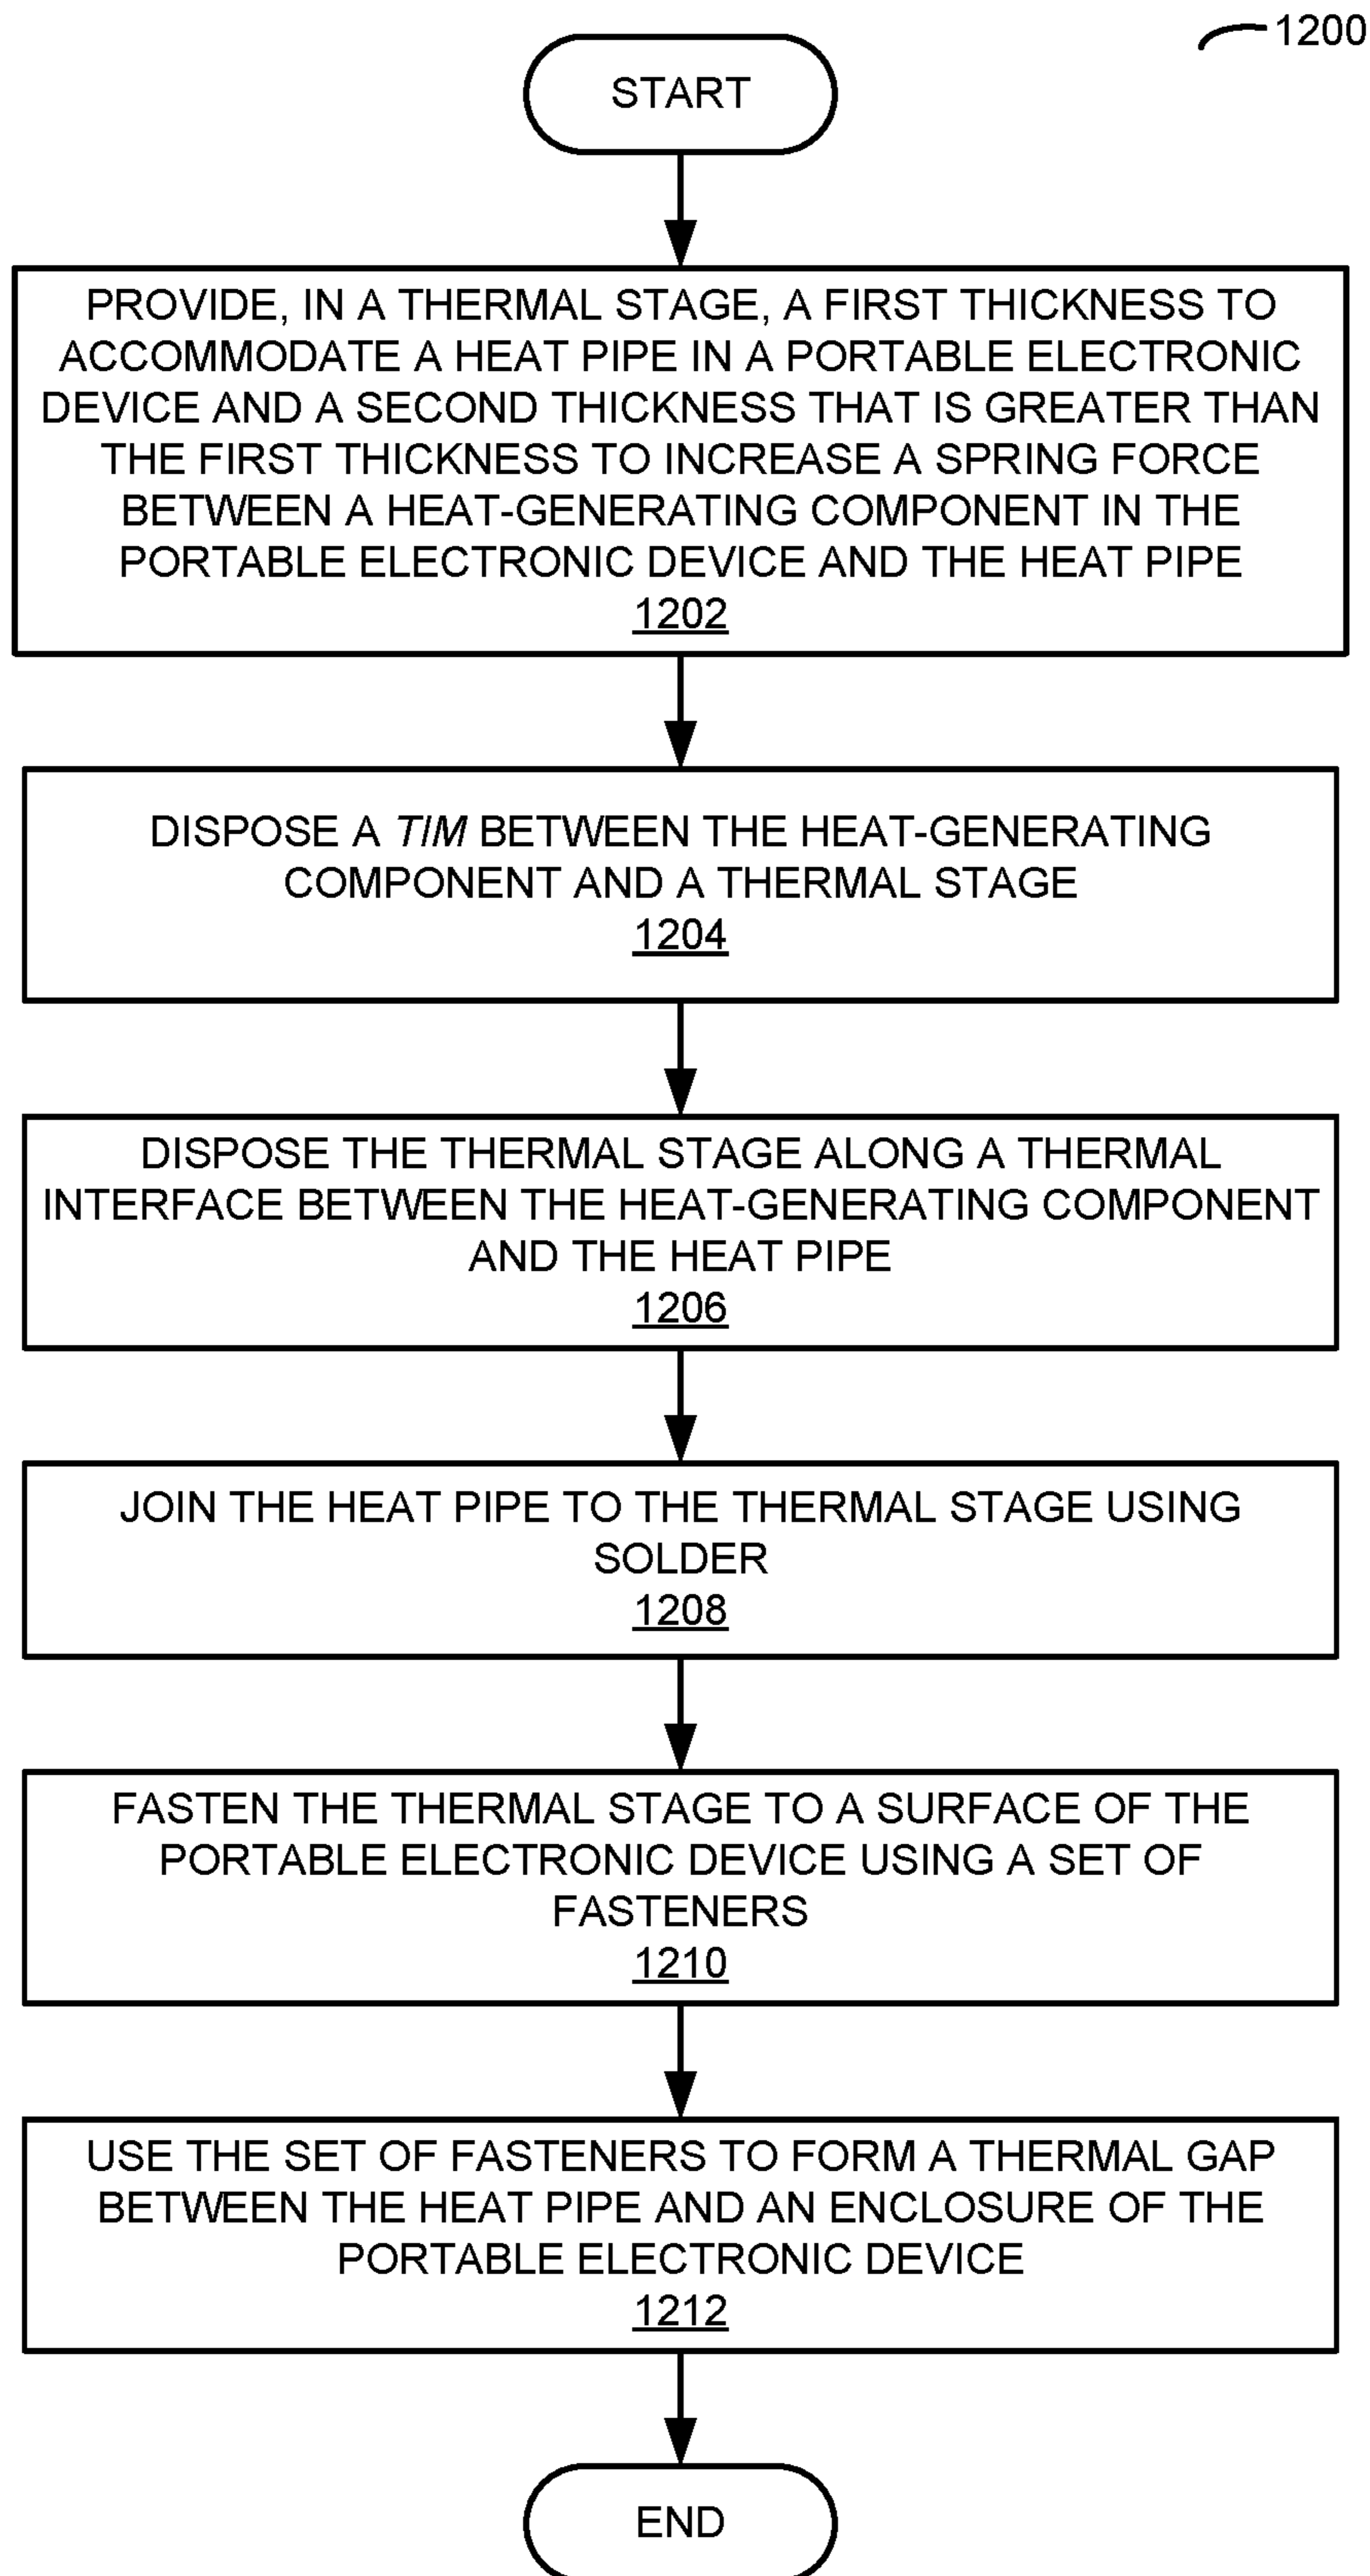 1200
START
PROVIDE, IN A THERMAL STAGE, A FIRST THICKNESS TO
ACCOMMODATE A HEAT PIPE IN A PORTABLE ELECTRONIC
DEVICE AND A SECOND THICKNESS THAT IS GREATER THAN
THE FIRST THICKNESS TO INCREASE A SPRING FORCE
BETWEEN A HEAT-GENERATING COMPONENT IN THE
PORTABLE ELECTRONIC DEVICE AND THE HEAT PIPE
1202
DISPOSE A TIM BETWEEN THE HEAT-GENERATING
COMPONENT AND A THERMAL STAGE
1204
DISPOSE THE THERMAL STAGE ALONG A THERMAL
INTERFACE BETWEEN THE HEAT-GENERATING COMPONENT
AND THE HEAT PIPE
1206
JOIN THE HEAT PIPE TO THE THERMAL STAGE USING
SOLDER
1208
FASTEN THE THERMAL STAGE TO A SURFACE OF THE
PORTABLE ELECTRONIC DEVICE USING A SET OF
FASTENERS
1210
USE THE SET OF FASTENERS TO FORM A THERMAL GAP
BETWEEN THE HEAT PIPE AND AN ENCLOSURE OF THE
PORTABLE ELECTRONIC DEVICE
1212
END